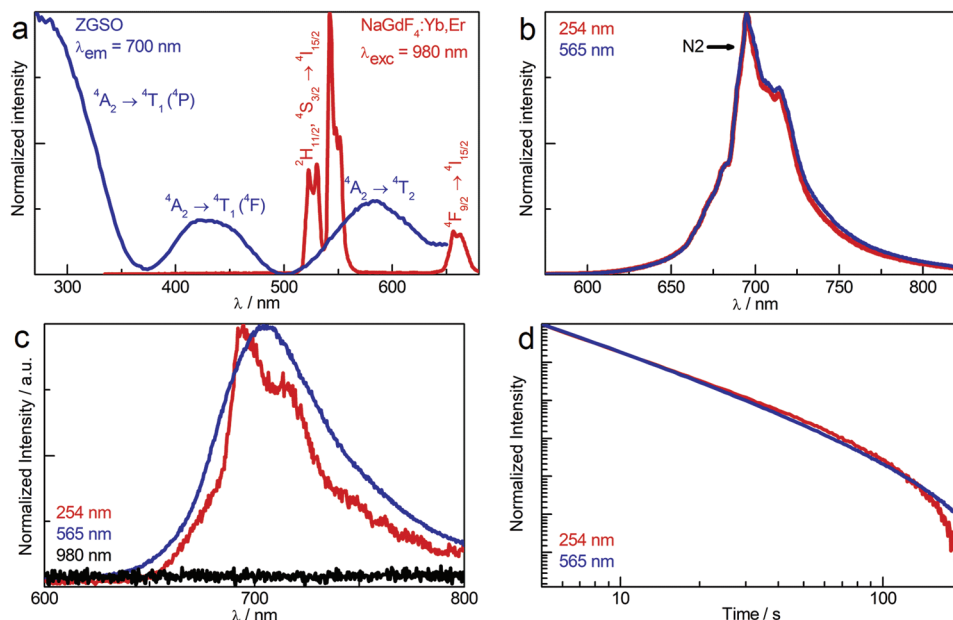 a
ZGSO
λem = 700 nm
NaGdF₄:Yb,Er
λexc = 980 nm
⁴A₂ → ⁴T₁ (⁴P)
⁴A₂ → ⁴T₁ (⁴F)
²H₁₁/₂, ⁴S₃/₂ → ⁴I₁₅/₂
⁴A₂ → ⁴T₂
⁴F₉/₂ → ⁴I₁₅/₂
Normalized intensity
300 400 500 600
λ / nm
b
254 nm
565 nm
N2
Normalized intensity
600 650 700 750 800
λ / nm
c
254 nm
565 nm
980 nm
Normalized Intensity / a.u.
600 700 800
λ / nm
d
254 nm
565 nm
Normalized Intensity
10 100
Time / s